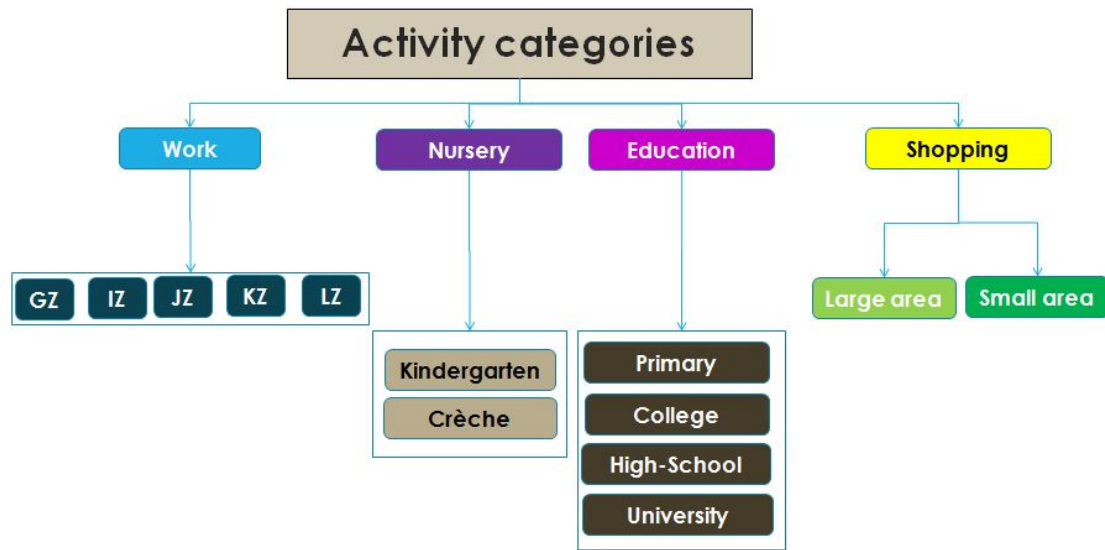 Activity categories
Work
Nursery
Education
Shopping
GZ
IZ
JZ
KZ
LZ
Large area
Small area
Kindergarten
Crèche
Primary
College
High-School
University